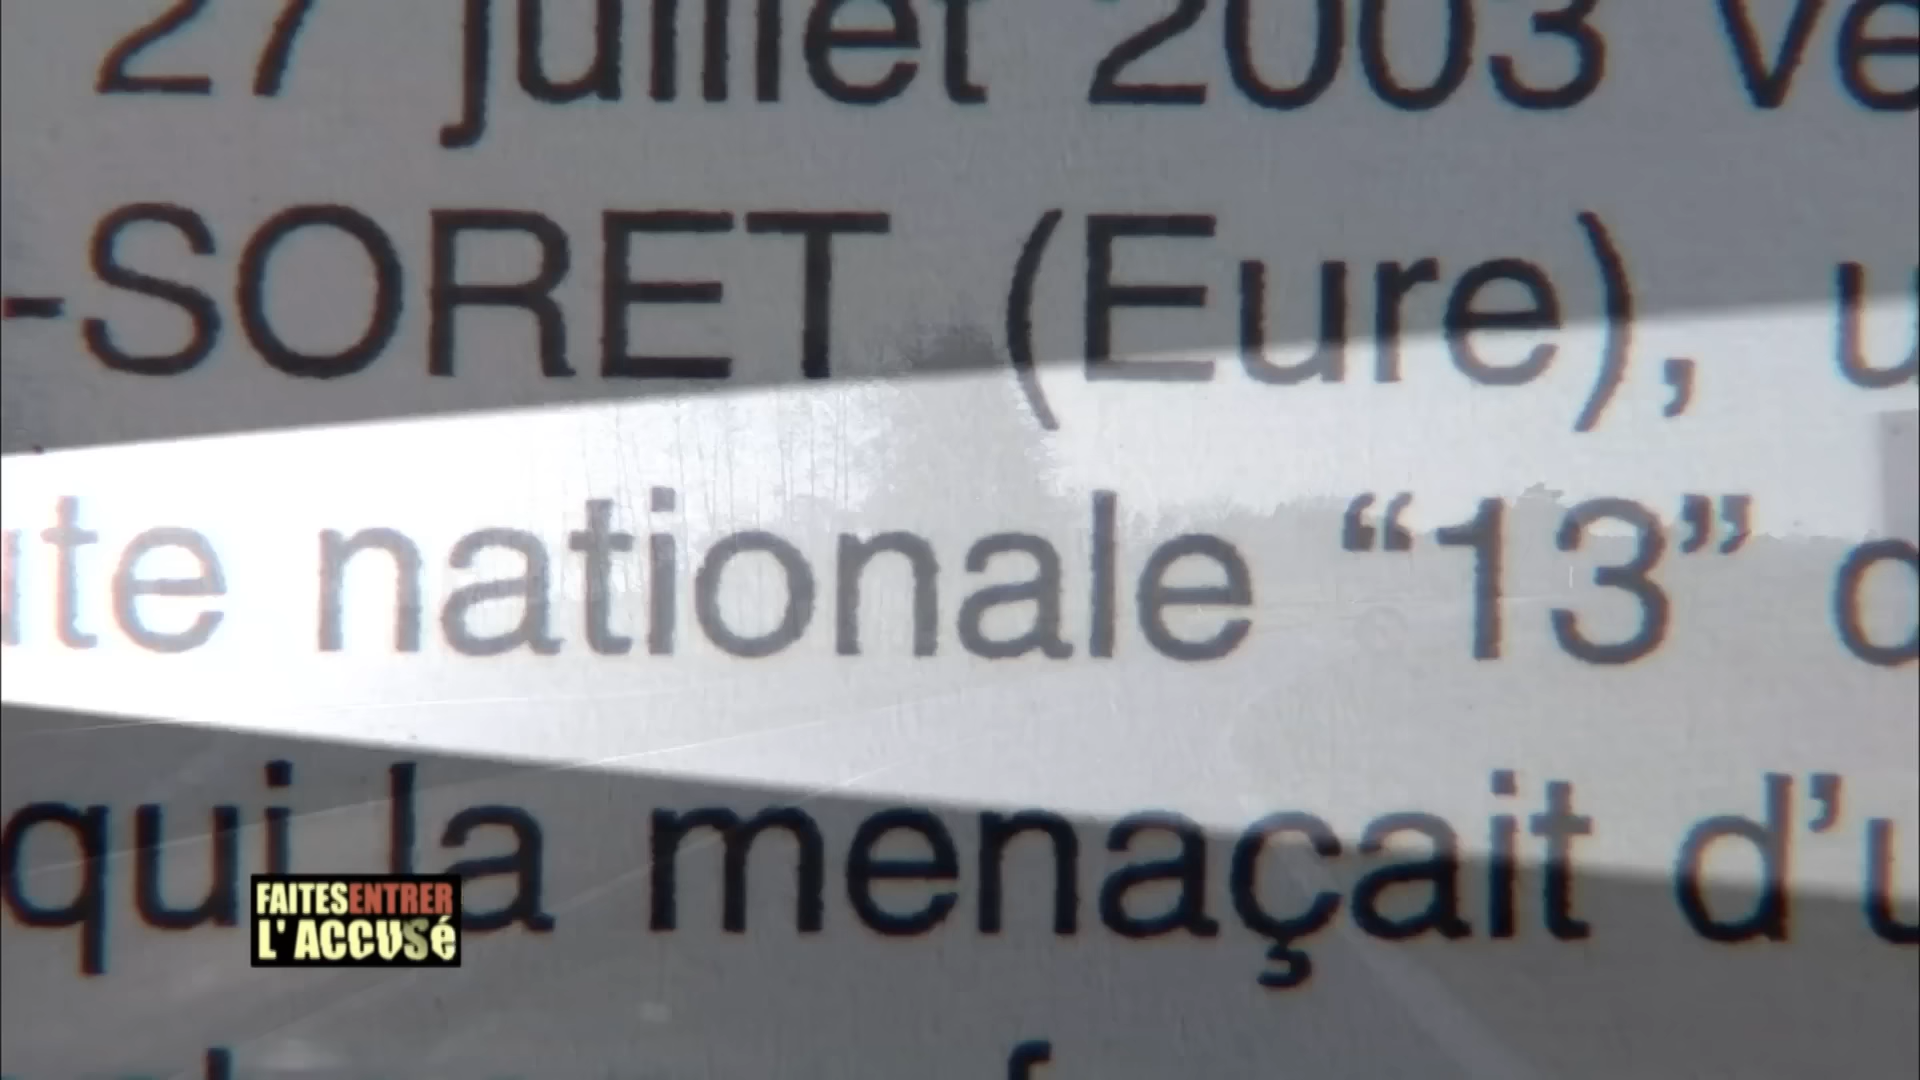 27 juillet 2003
-SORET (Eure),
nationale “13”
qui la menaçait
FAITES ENTRER
L'ACCUSé